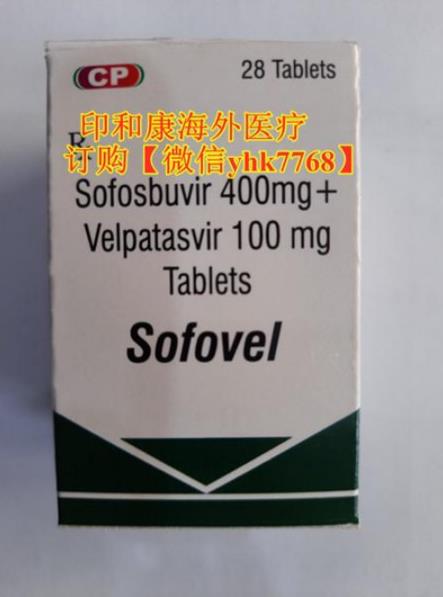 CP
28 Tablets
印和康海外医疗
Rx
订购【微信yhk7768】
Sofosbuvir 400mg+
Velpatasvir 100 mg
Tablets
Sofovel